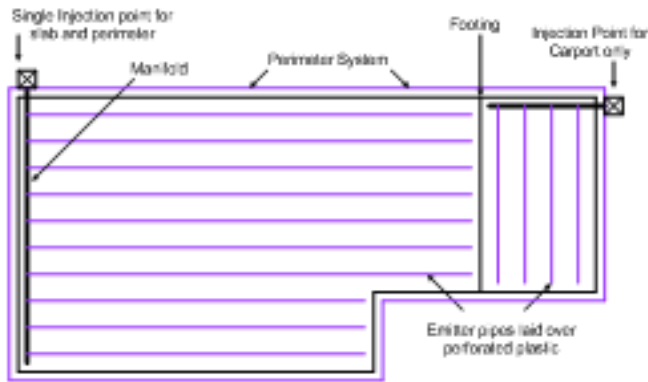 Single Injection point for
slab and perimeter
Manifold
Perimeter System
Footing
Injection Point for
Carport only
Emitter pipes laid over
perforated plastic